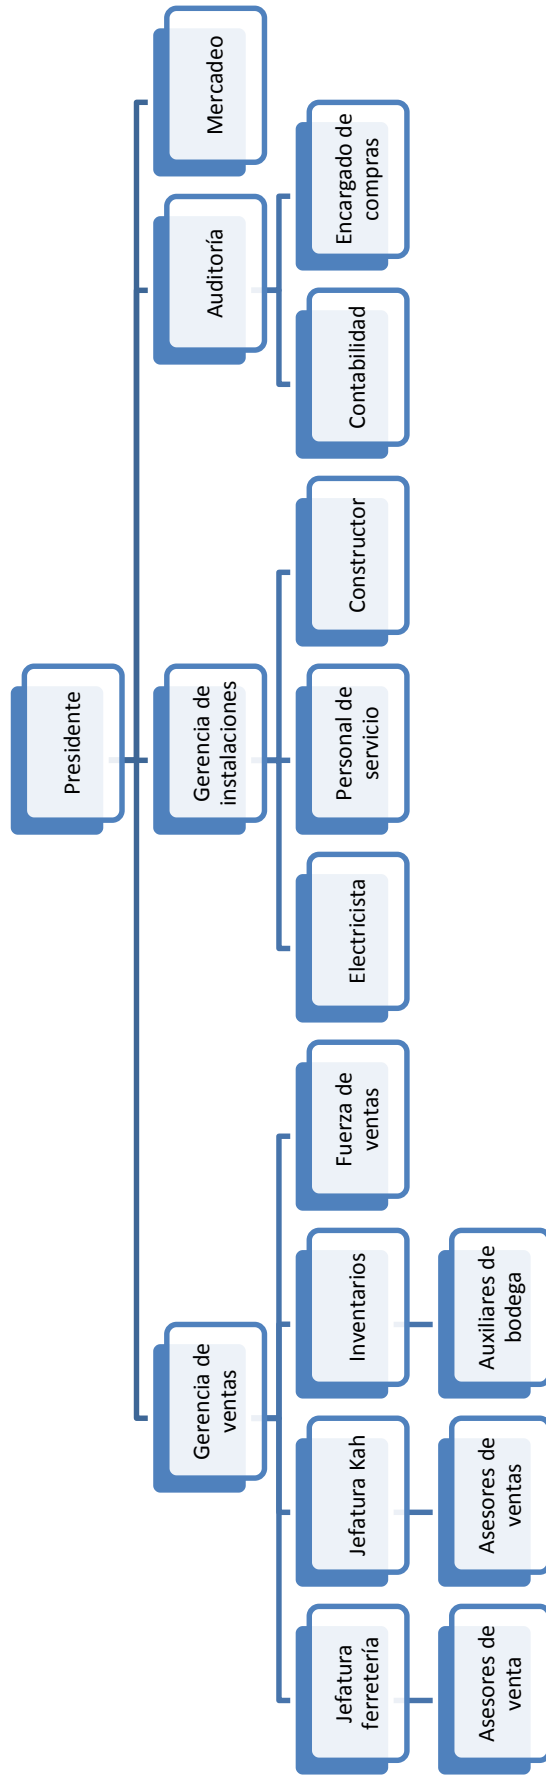 Presidente
Gerencia de
ventas
Gerencia de
instalaciones
Auditoría
Mercadeo
Jefatura
ferretería
Jefatura Kah
Inventarios
Fuerza de
ventas
Electricista
Personal de
servicio
Constructor
Contabilidad
Encargado de
compras
Asesores de
venta
Asesores de
ventas
Auxiliares de
bodega